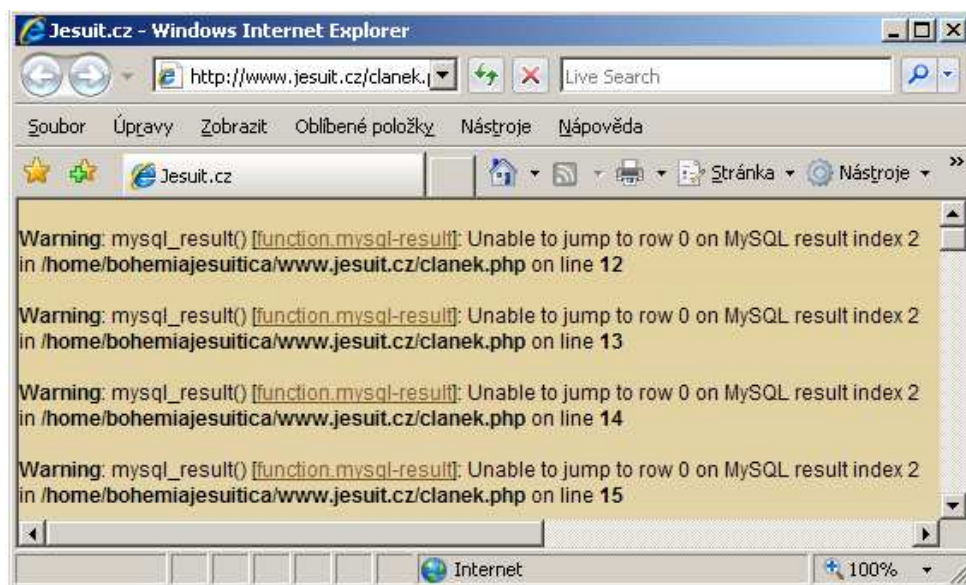 Jesuit.cz - Windows Internet Explorer
http://www.jesuit.cz/clanek. Live Search
Soubor Úpravy Zobrazit Oblíbené položky Nástroje Nápověda
Jesuit.cz Stránka Nástroje »
Warning: mysql_result() [function.mysql-result]: Unable to jump to row 0 on MySQL result index 2
in /home/bohemiajesuitica/www.jesuit.cz/clanek.php on line 12
Warning: mysql_result() [function.mysql-result]: Unable to jump to row 0 on MySQL result index 2
in /home/bohemiajesuitica/www.jesuit.cz/clanek.php on line 13
Warning: mysql_result() [function.mysql-result]: Unable to jump to row 0 on MySQL result index 2
in /home/bohemiajesuitica/www.jesuit.cz/clanek.php on line 14
Warning: mysql_result() [function.mysql-result]: Unable to jump to row 0 on MySQL result index 2
in /home/bohemiajesuitica/www.jesuit.cz/clanek.php on line 15
Internet 100%